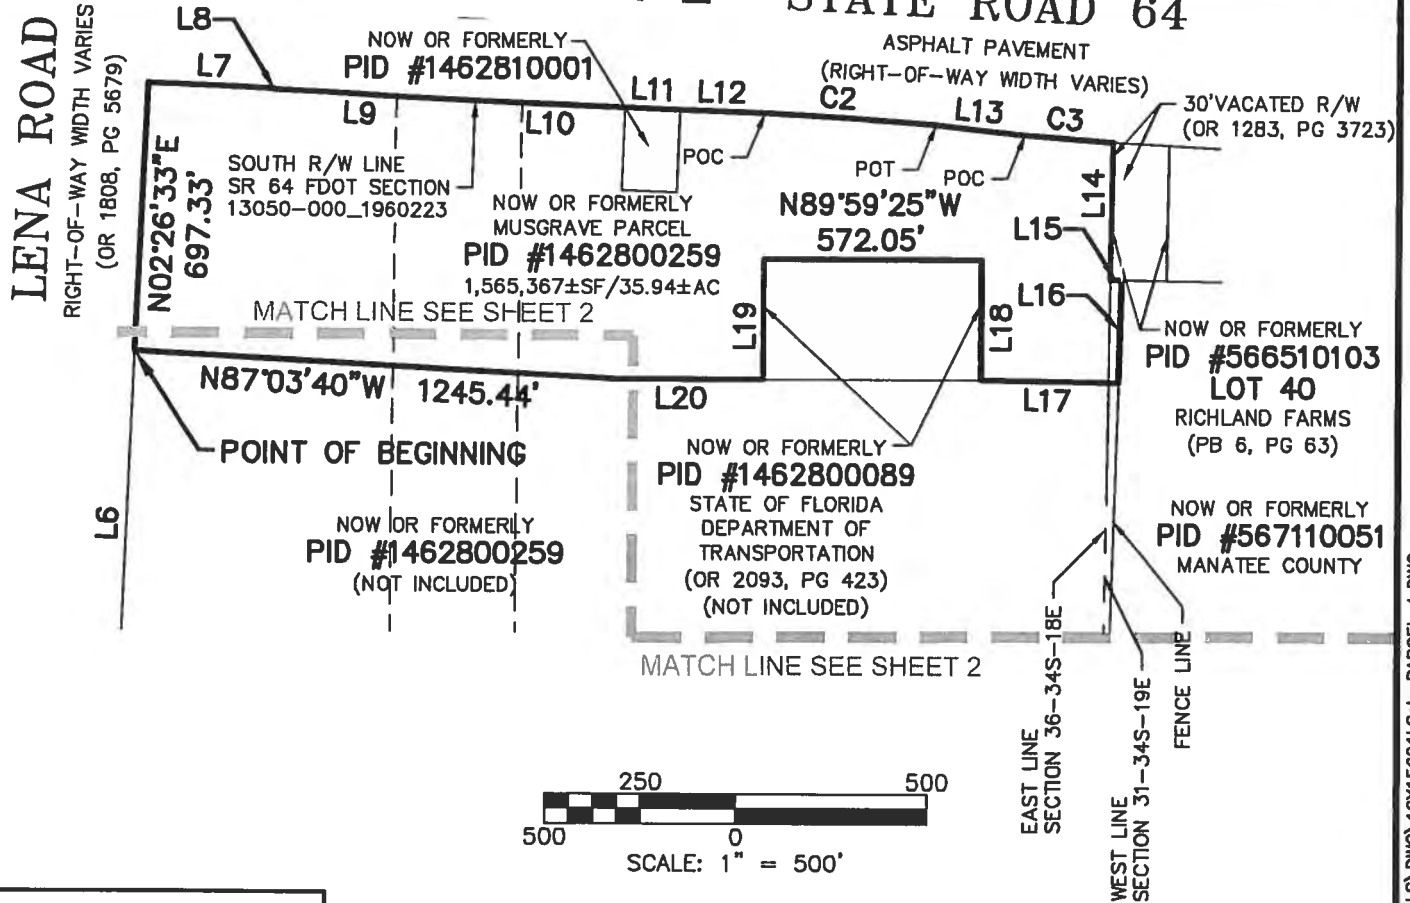 STATE ROAD 64
ASPHALT PAVEMENT
(RIGHT-OF-WAY WIDTH VARIES)
LENA ROAD
RIGHT-OF-WAY WIDTH VARIES
(OR 1808, PG 5679)
L8
L7
NOW OR FORMERLY
PID #1462810001
L11
L12
C2
L13
C3
30'VACATED R/W
(OR 1283, PG 3723)
L9
L10
POC
POT
POC
N02°26'33"E
697.33'
SOUTH R/W LINE
SR 64 FDOT SECTION
13050-000_1960223
NOW OR FORMERLY
MUSGRAVE PARCEL
PID #1462800259
1,565,367±SF/35.94±AC
N89°59'25"W
572.05'
L14
L15
L16
MATCH LINE SEE SHEET 2
L19
L18
NOW OR FORMERLY
PID #566510103
LOT 40
RICHLAND FARMS
(PB 6, PG 63)
N87°03'40"W 1245.44'
L20
L17
POINT OF BEGINNING
L6
NOW OR FORMERLY
PID #1462800259
(NOT INCLUDED)
NOW OR FORMERLY
PID #1462800089
STATE OF FLORIDA
DEPARTMENT OF
TRANSPORTATION
(OR 2093, PG 423)
(NOT INCLUDED)
NOW OR FORMERLY
PID #567110051
MANATEE COUNTY
MATCH LINE SEE SHEET 2
EAST LINE
SECTION 36-34S-18E
WEST LINE
SECTION 31-34S-19E
FENCE LINE
250 500
500 0
SCALE: 1" = 500'